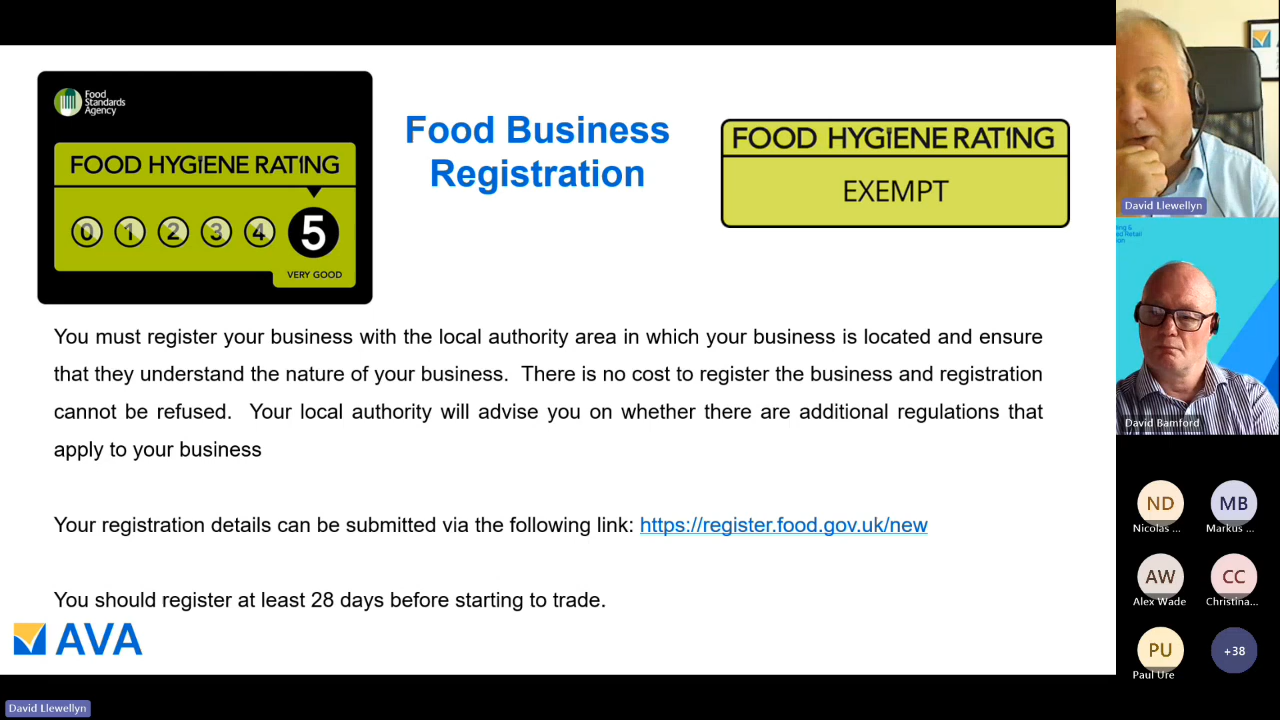 Food
Standards
Agency
FOOD HYGIENE RATING
0 1 2 3 4 5
VERY GOOD
Food Business
Registration
FOOD HYGIENE RATING
EXEMPT
You must register your business with the local authority area in which your business is located and ensure
that they understand the nature of your business. There is no cost to register the business and registration
cannot be refused. Your local authority will advise you on whether there are additional regulations that
apply to your business
Your registration details can be submitted via the following link: https://register.food.gov.uk/new
You should register at least 28 days before starting to trade.
AVA
David Llewellyn
AVA
David Llewellyn
David Bamford
ND
MB
Nicolas ...
Markus ...
AW
CC
Alex Wade
Christina...
PU
+38
Paul Ure